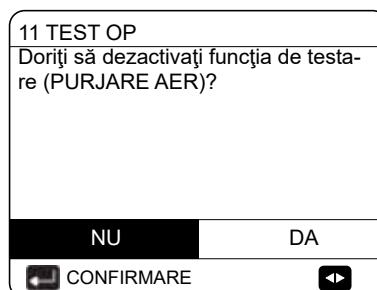 11 TEST OP
Doriţi să dezactivaţi funcţia de testa-
re (PURJARE AER)?
NU DA
CONFIRMARE